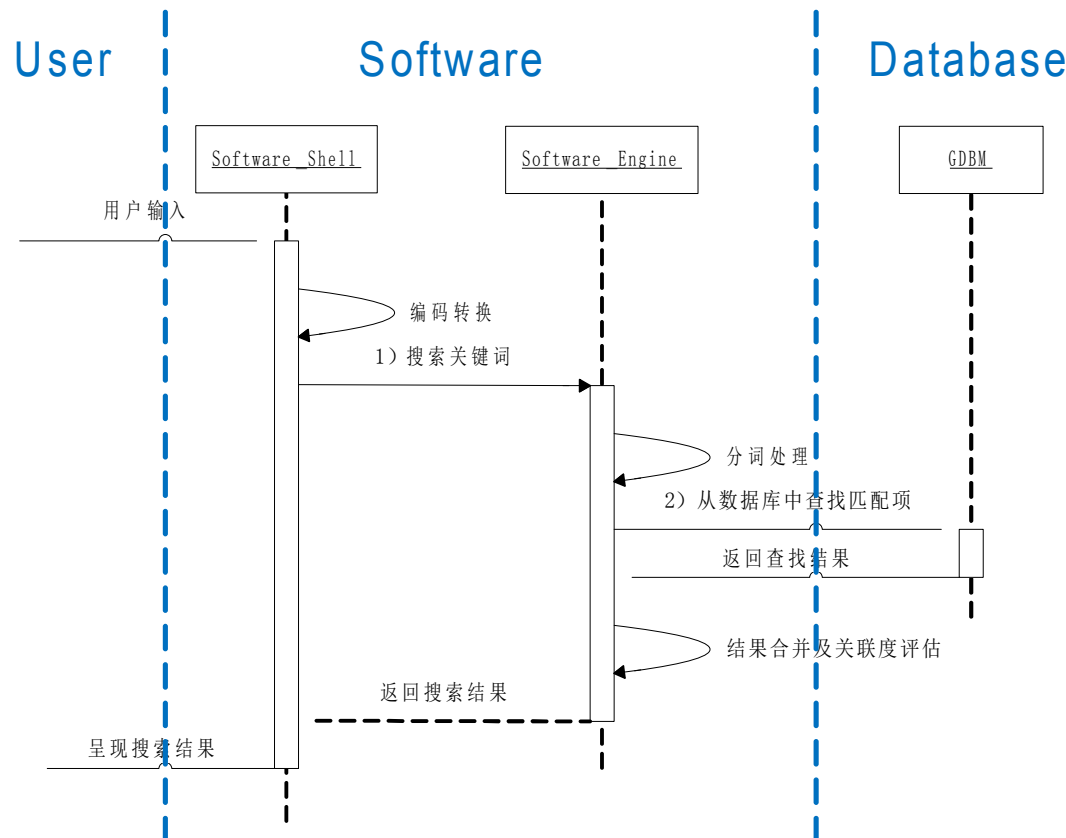 User
Software
Database
Software_Shell
Software_Engine
GDBM
用户输入
编码转换
1）搜索关键词
分词处理
2）从数据库中查找匹配项
返回查找结果
结果合并及关联度评估
返回搜索结果
呈现搜索结果